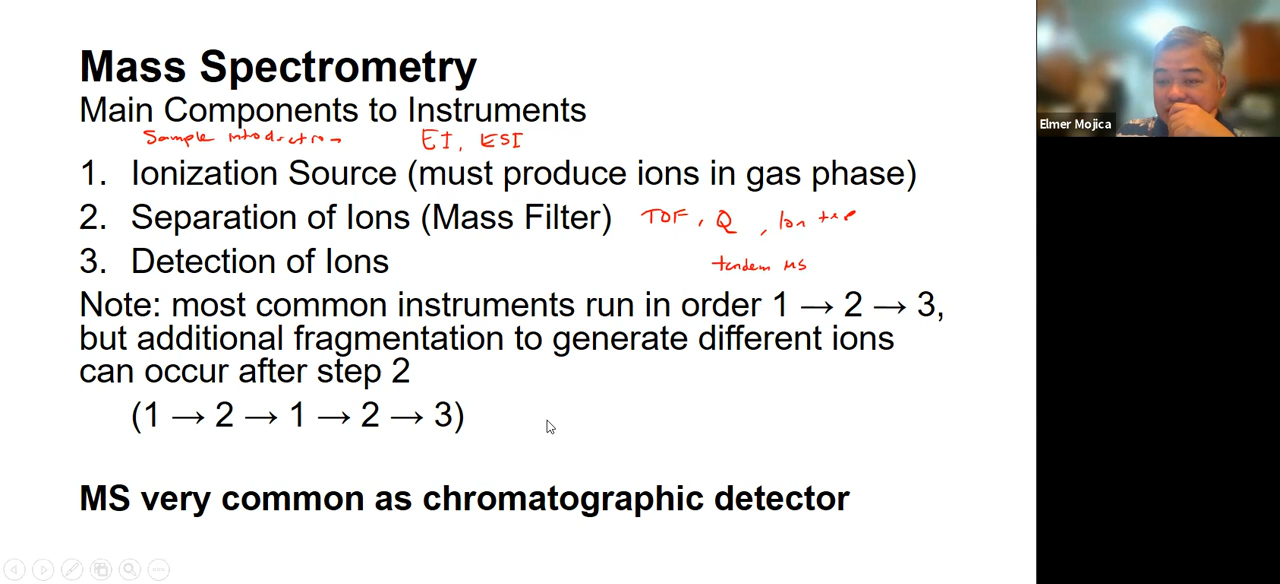 Mass Spectrometry
Main Components to Instruments
Sample introduction EI, ESI
1. Ionization Source (must produce ions in gas phase)
2. Separation of Ions (Mass Filter) TOF, Q, Ion trap
3. Detection of Ions tandem MS
Note: most common instruments run in order 1 → 2 → 3,
but additional fragmentation to generate different ions
can occur after step 2
(1 → 2 → 1 → 2 → 3)
MS very common as chromatographic detector
Elmer Mojica